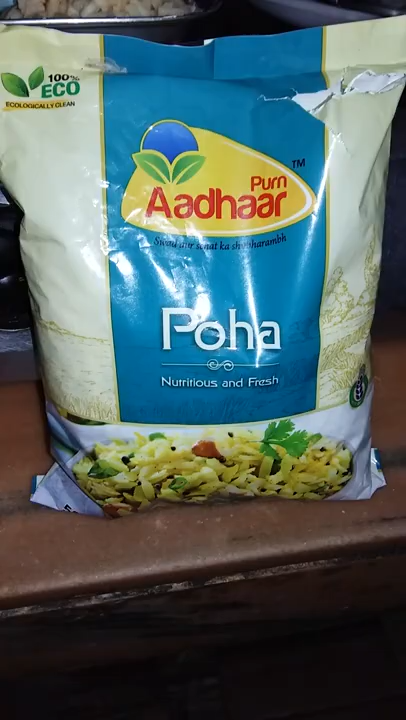 100%
ECO
ECOLOGICALLY CLEAN
TM
Purn
Aadhaar
Swad aur sehat ka shubharambh
Poha
Nutritious and Fresh